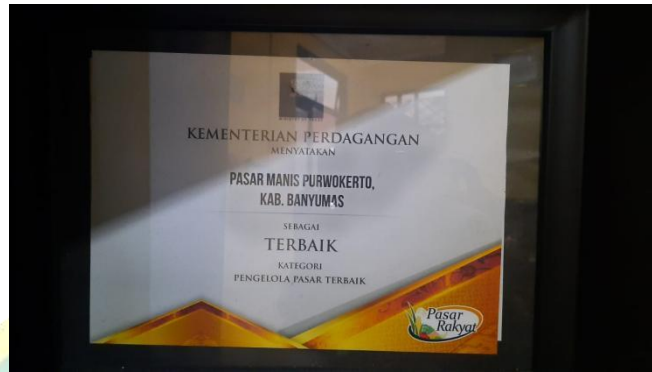 KEMENTERIAN PERDAGANGAN
MENYATAKAN
PASAR MANIS PURWOKERTO,
KAB. BANYUMAS
SEBAGAI
TERBAIK
KATEGORI
PENGELOLA PASAR TERBAIK
Pasar
Rakyat